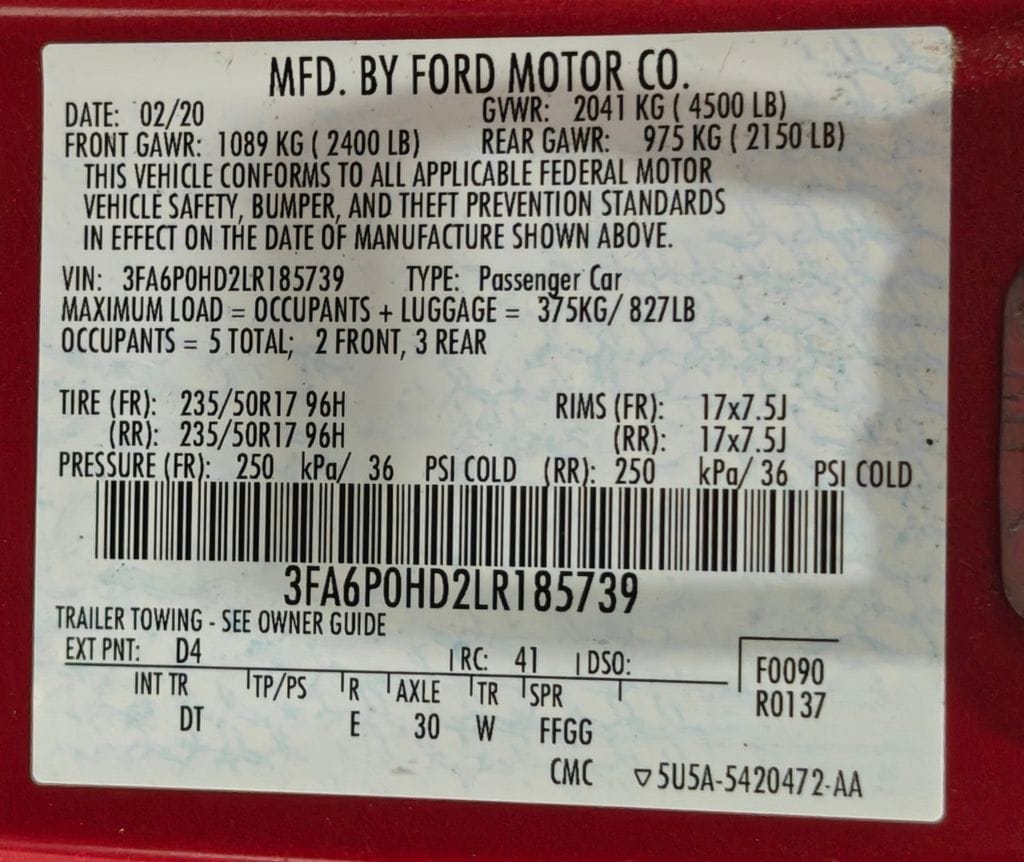 MFD. BY FORD MOTOR CO.
DATE: 02/20 GVWR: 2041 KG ( 4500 LB)
FRONT GAWR: 1089 KG ( 2400 LB) REAR GAWR: 975 KG ( 2150 LB)
THIS VEHICLE CONFORMS TO ALL APPLICABLE FEDERAL MOTOR
VEHICLE SAFETY, BUMPER, AND THEFT PREVENTION STANDARDS
IN EFFECT ON THE DATE OF MANUFACTURE SHOWN ABOVE.
VIN: 3FA6P0HD2LR185739 TYPE: Passenger Car
MAXIMUM LOAD = OCCUPANTS + LUGGAGE = 375KG/ 827LB
OCCUPANTS = 5 TOTAL; 2 FRONT, 3 REAR
TIRE (FR): 235/50R17 96H RIMS (FR): 17x7.5J
(RR): 235/50R17 96H (RR): 17x7.5J
PRESSURE (FR): 250 kPa/ 36 PSI COLD (RR): 250 kPa/ 36 PSI COLD
3FA6P0HD2LR185739
TRAILER TOWING - SEE OWNER GUIDE
EXT PNT: D4 RC: 41 DSO: F0090
INT TR TP/PS R AXLE TR SPR R0137
DT E 30 W FFGG
CMC ▽5U5A-5420472-AA